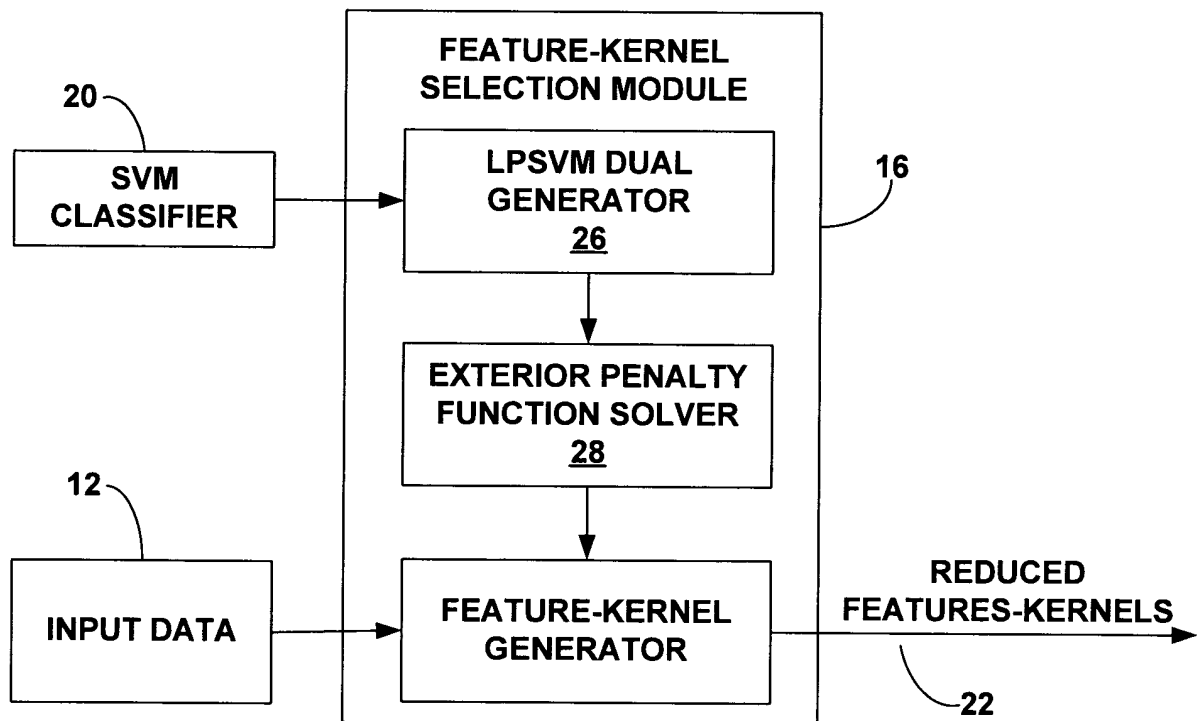 FEATURE-KERNEL
SELECTION MODULE
20
SVM
CLASSIFIER
LPSVM DUAL
GENERATOR
26
16
EXTERIOR PENALTY
FUNCTION SOLVER
28
12
INPUT DATA
FEATURE-KERNEL
GENERATOR
REDUCED
FEATURES-KERNELS
22